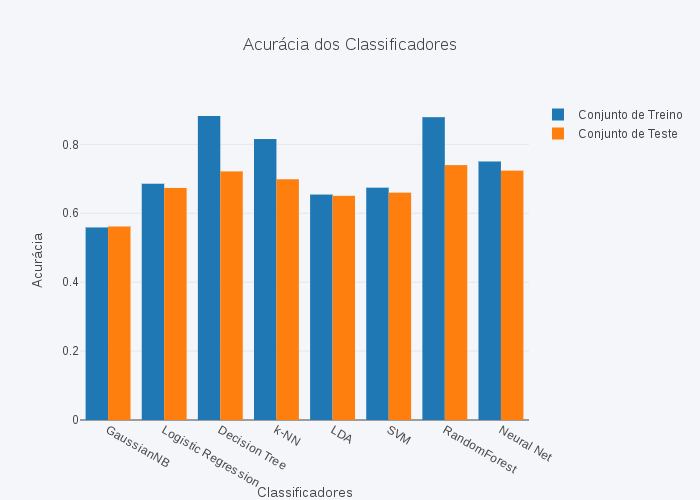 Acurácia dos Classificadores
Conjunto de Treino
Conjunto de Teste
Acurácia
0.8
0.6
0.4
0.2
0
GaussianNB
Logistic Regression
Decision Tree
k-NN
LDA
SVM
RandomForest
Neural Net
Classificadores